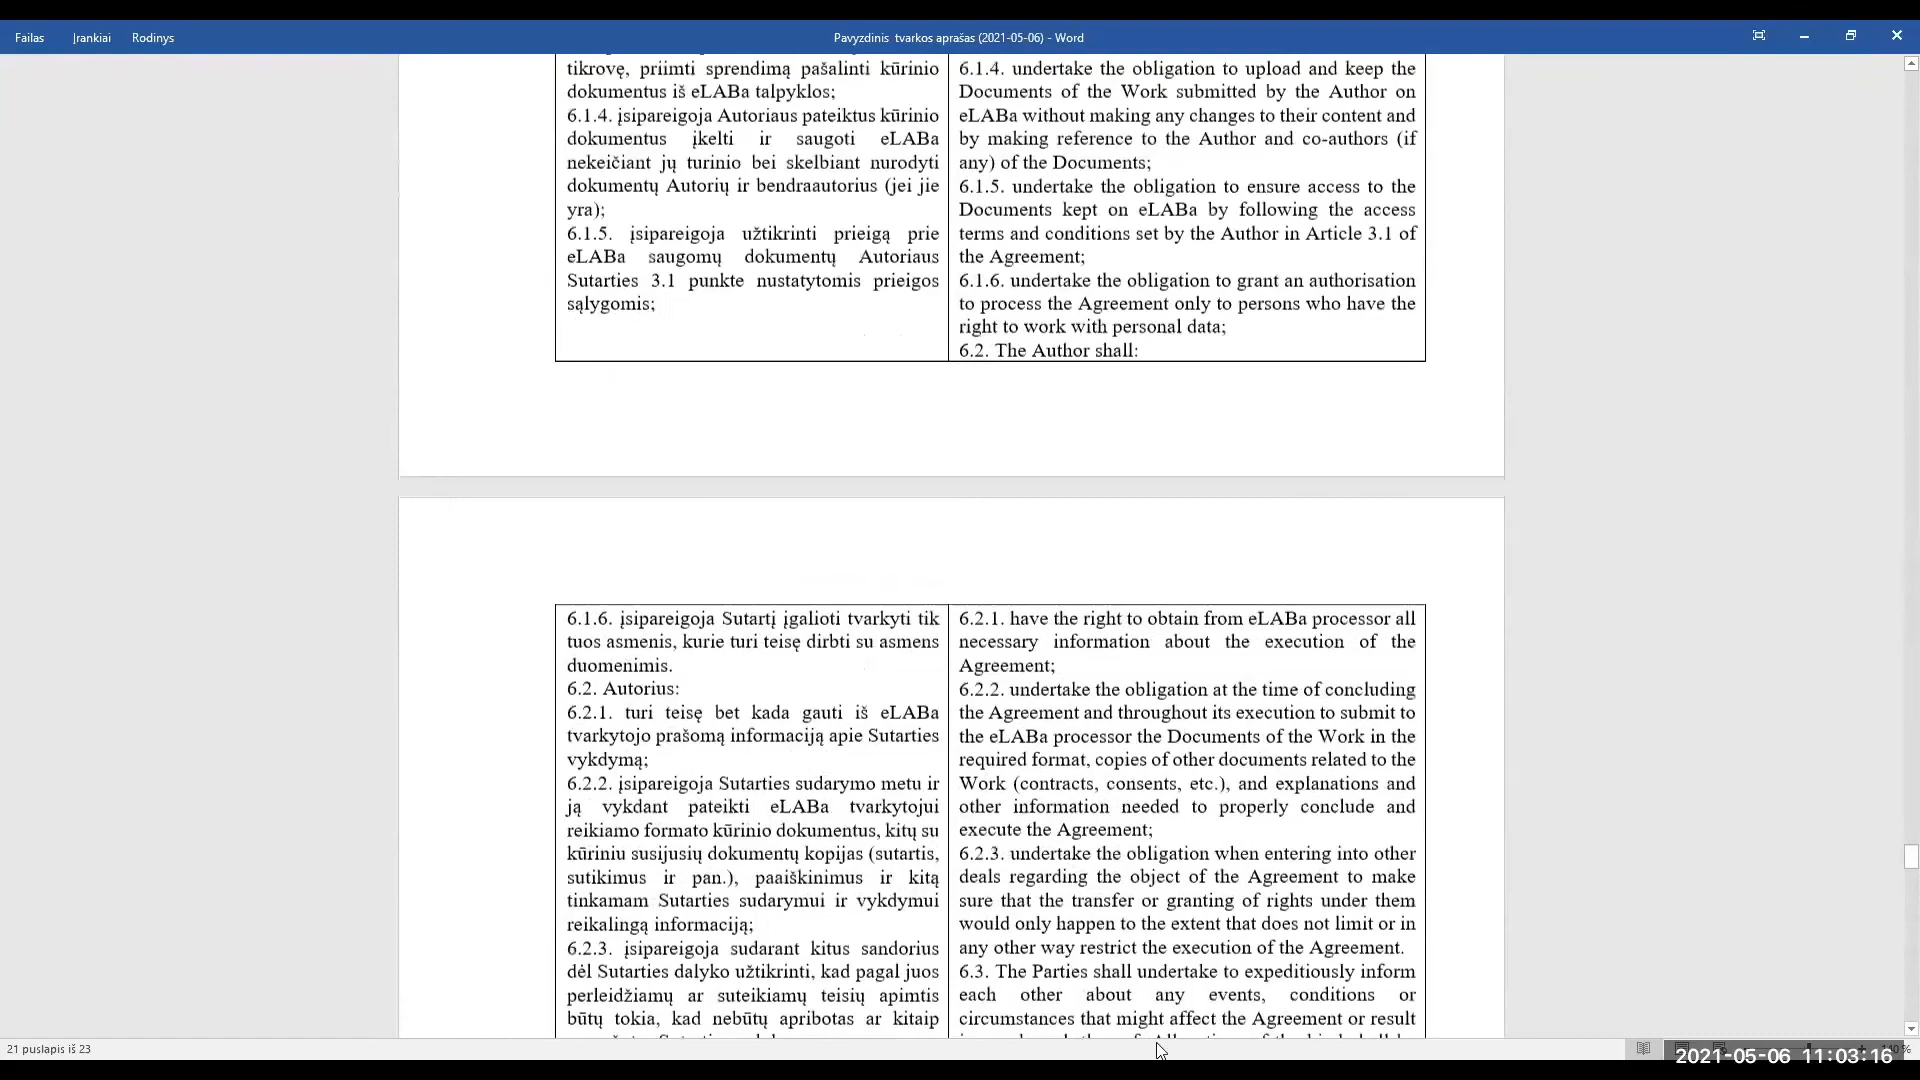 Failas Įrankiai Rodinys
Pavyzdinis tvarkos aprašas (2021-05-06) - Word
tikrovę, priimti sprendimą pašalinti kūrinio
dokumentus iš eLABa talpyklos;
6.1.4. įsipareigoja Autoriaus pateiktus kūrinio
dokumentus įkelti ir saugoti eLABa
nekeičiant jų turinio bei skelbiant nurodyti
dokumentų Autorių ir bendraautorius (jei jie
yra);
6.1.5. įsipareigoja užtikrinti prieigą prie
eLABa saugomų dokumentų Autoriaus
Sutarties 3.1 punkte nustatytomis prieigos
sąlygomis;
6.1.4. undertake the obligation to upload and keep the
Documents of the Work submitted by the Author on
eLABa without making any changes to their content and
by making reference to the Author and co-authors (if
any) of the Documents;
6.1.5. undertake the obligation to ensure access to the
Documents kept on eLABa by following the access
terms and conditions set by the Author in Article 3.1 of
the Agreement;
6.1.6. undertake the obligation to grant an authorisation
to process the Agreement only to persons who have the
right to work with personal data;
6.2. The Author shall:
6.1.6. įsipareigoja Sutartį įgalioti tvarkyti tik
tuos asmenis, kurie turi teisę dirbti su asmens
duomenimis.
6.2. Autorius:
6.2.1. turi teisę bet kada gauti iš eLABa
tvarkytojo prašomą informaciją apie Sutarties
vykdymą;
6.2.2. įsipareigoja Sutarties sudarymo metu ir
ją vykdant pateikti eLABa tvarkytojui
reikiamo formato kūrinio dokumentus, kitų su
kūriniu susijusių dokumentų kopijas (sutartis,
sutikimus ir pan.), paaiškinimus ir kitą
tinkamam Sutarties sudarymui ir vykdymui
reikalingą informaciją;
6.2.3. įsipareigoja sudarant kitus sandorius
dėl Sutarties dalyko užtikrinti, kad pagal juos
perleidžiamų ar suteikiamų teisių apimtis
būtų tokia, kad nebūtų apribotas ar kitaip
6.2.1. have the right to obtain from eLABa processor all
necessary information about the execution of the
Agreement;
6.2.2. undertake the obligation at the time of concluding
the Agreement and throughout its execution to submit to
the eLABa processor the Documents of the Work in the
required format, copies of other documents related to the
Work (contracts, consents, etc.), and explanations and
other information needed to properly conclude and
execute the Agreement;
6.2.3. undertake the obligation when entering into other
deals regarding the object of the Agreement to make
sure that the transfer or granting of rights under them
would only happen to the extent that does not limit or in
any other way restrict the execution of the Agreement.
6.3. The Parties shall undertake to expeditiously inform
each other about any events, conditions or
circumstances that might affect the Agreement or result
21 puslapis iš 23
2021-05-06 11:03:16